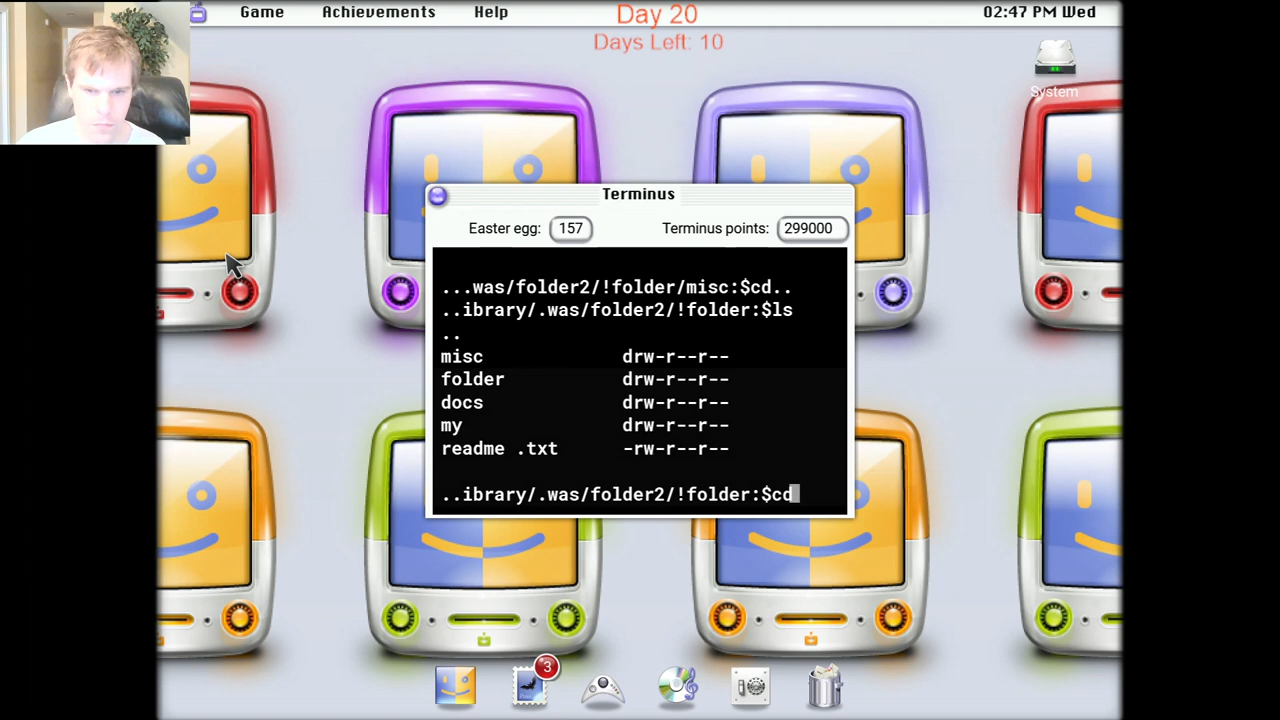 Game Achievements Help Day 20 02:47 PM Wed
Days Left: 10
System
Terminus
Easter egg: 157 Terminus points: 299000
...was/folder2/!folder/misc:$cd..
..ibrary/.was/folder2/!folder:$ls
..
misc drw-r--r--
folder drw-r--r--
docs drw-r--r--
my drw-r--r--
readme .txt -rw-r--r--
..ibrary/.was/folder2/!folder:$cd
3